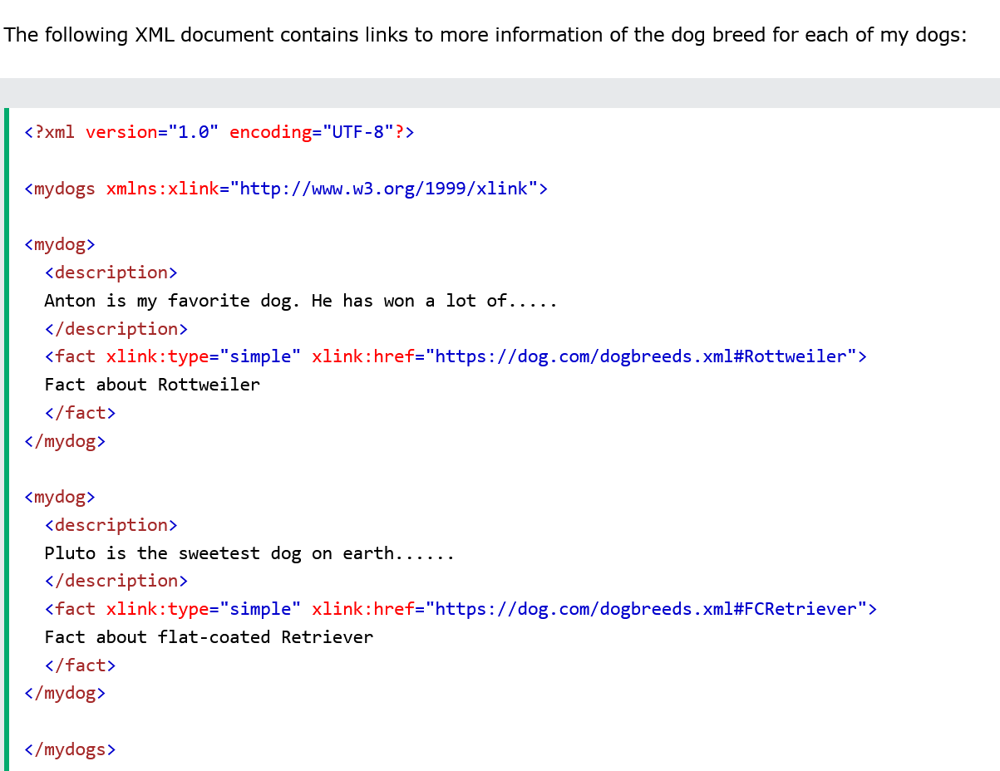 The following XML document contains links to more information of the dog breed for each of my dogs:
<?xml version="1.0" encoding="UTF-8"?>
<mydogs xmlns:xlink="http://www.w3.org/1999/xlink">
<mydog>
  <description>
  Anton is my favorite dog. He has won a lot of.....
  </description>
  <fact xlink:type="simple" xlink:href="https://dog.com/dogbreeds.xml#Rottweiler">
  Fact about Rottweiler
  </fact>
</mydog>
<mydog>
  <description>
  Pluto is the sweetest dog on earth......
  </description>
  <fact xlink:type="simple" xlink:href="https://dog.com/dogbreeds.xml#FCRetriever">
  Fact about flat-coated Retriever
  </fact>
</mydog>
</mydogs>